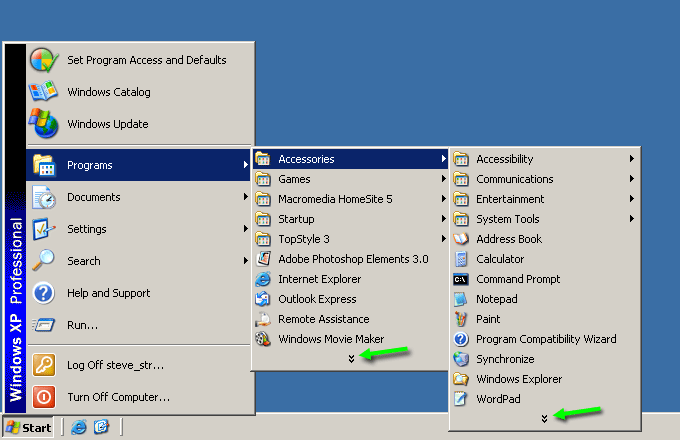 Set Program Access and Defaults
Windows Catalog
Windows Update
Programs
Documents
Settings
Search
Help and Support
Run...
Log Off steve_str...
Turn Off Computer...
Windows XP Professional
Start
Accessories
Games
Macromedia HomeSite 5
Startup
TopStyle 3
Adobe Photoshop Elements 3.0
Internet Explorer
Outlook Express
Remote Assistance
Windows Movie Maker
Accessibility
Communications
Entertainment
System Tools
Address Book
Calculator
Command Prompt
Notepad
Paint
Program Compatibility Wizard
Synchronize
Windows Explorer
WordPad